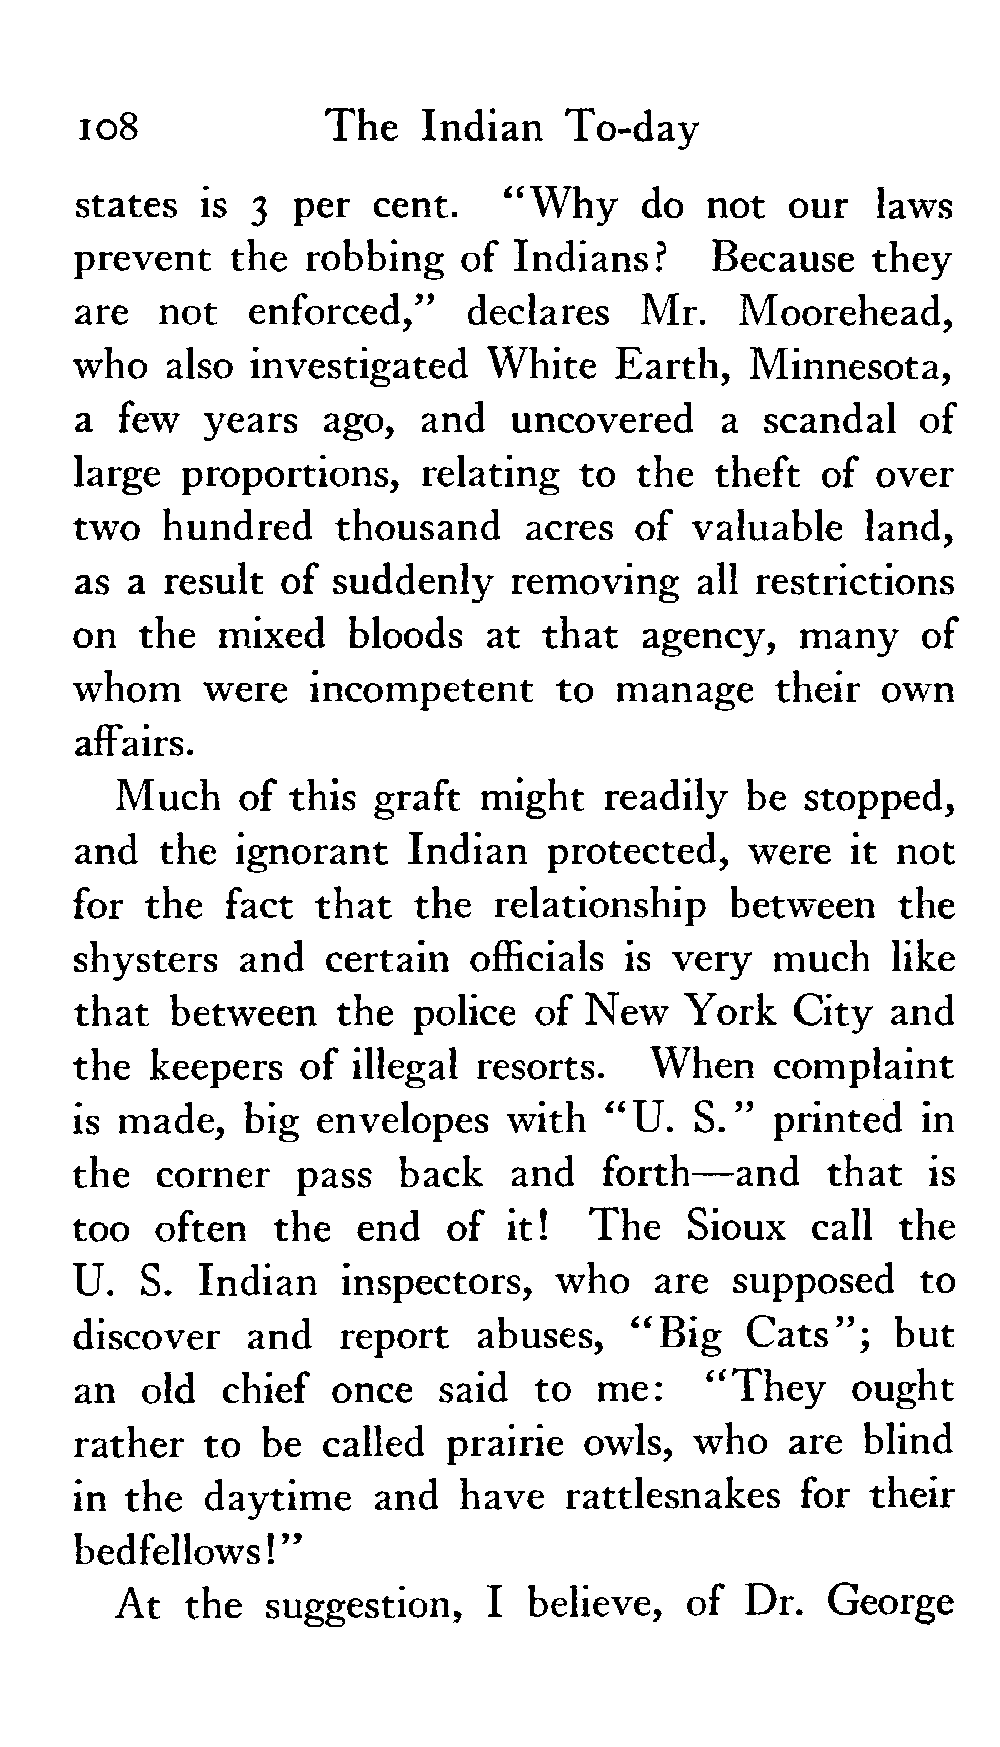 108 The Indian To-day
states is 3 per cent. “Why do not our laws
prevent the robbing of Indians? Because they
are not enforced,” declares Mr. Moorehead,
who also investigated White Earth, Minnesota,
a few years ago, and uncovered a scandal of
large proportions, relating to the theft of over
two hundred thousand acres of valuable land,
as a result of suddenly removing all restrictions
on the mixed bloods at that agency, many of
whom were incompetent to manage their own
affairs.
Much of this graft might readily be stopped,
and the ignorant Indian protected, were it not
for the fact that the relationship between the
shysters and certain officials is very much like
that between the police of New York City and
the keepers of illegal resorts. When complaint
is made, big envelopes with “U. S.” printed in
the corner pass back and forth—and that is
too often the end of it! The Sioux call the
U. S. Indian inspectors, who are supposed to
discover and report abuses, “Big Cats”; but
an old chief once said to me: “They ought
rather to be called prairie owls, who are blind
in the daytime and have rattlesnakes for their
bedfellows!”
At the suggestion, I believe, of Dr. George